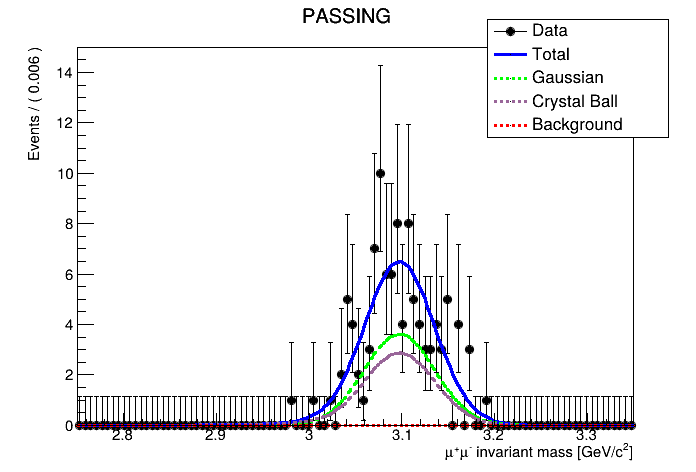 PASSING
Data
Total
Gaussian
Crystal Ball
Background
Events / ( 0.006 )
14
12
10
8
6
4
2
0
2.8 2.9 3 3.1 3.2 3.3
μ⁺μ⁻ invariant mass [GeV/c²]